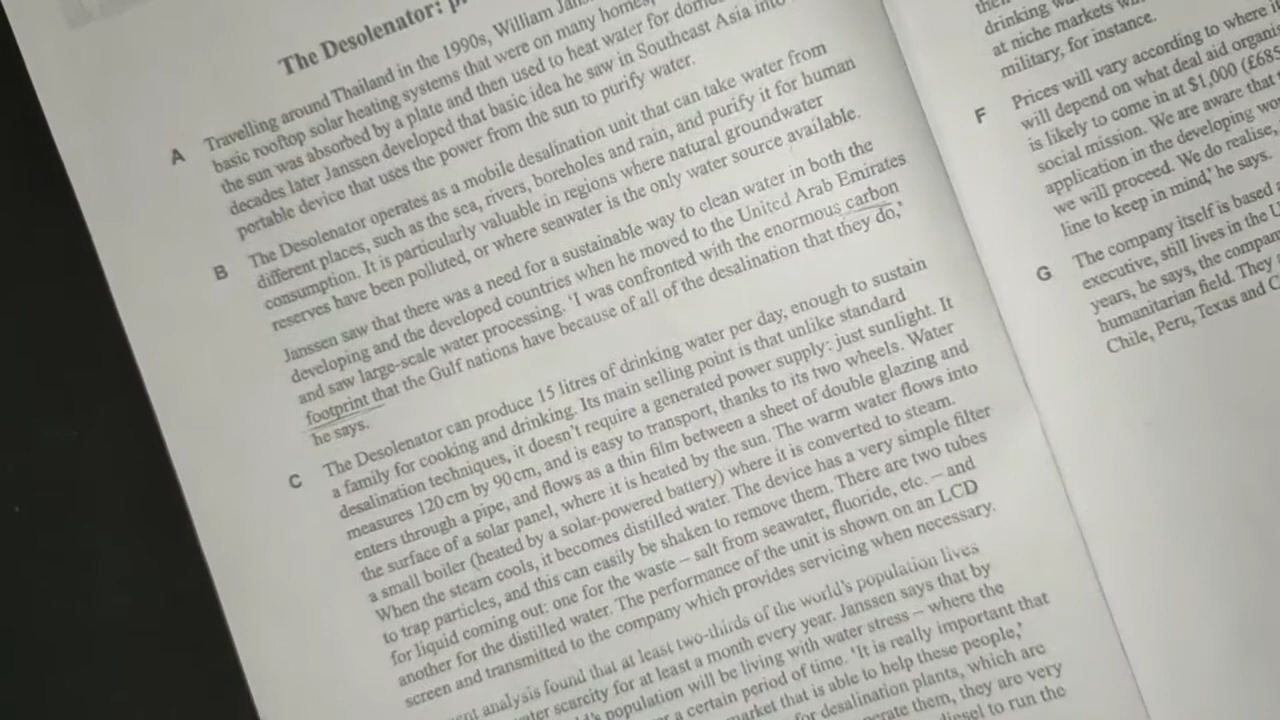 The Desolenator:
A Travelling around Thailand in the 1990s, William
basic rooftop solar heating systems that were on many homes,
the sun was absorbed by a plate and then used to heat water for
decades later Janssen developed that basic idea he saw in Southeast Asia into
portable device that uses the power from the sun to purify water.
B The Desolenator operates as a mobile desalination unit that can take water from
different places, such as the sea, rivers, boreholes and rain, and purify it for human
consumption. It is particularly valuable in regions where natural groundwater
reserves have been polluted, or where seawater is the only water source available.
Janssen saw that there was a need for a sustainable way to clean water in both the
developing and the developed countries when he moved to the United Arab Emirates
and saw large-scale water processing. 'I was confronted with the enormous carbon
footprint that the Gulf nations have because of all of the desalination that they do,'
he says.
C The Desolenator can produce 15 litres of drinking water per day, enough to sustain
a family for cooking and drinking. Its main selling point is that unlike standard
desalination techniques, it doesn't require a generated power supply: just sunlight. It
measures 120 cm by 90 cm, and is easy to transport, thanks to its two wheels. Water
enters through a pipe, and flows as a thin film between a sheet of double glazing and
the surface of a solar panel, where it is heated by the sun. The warm water flows into
a small boiler (heated by a solar-powered battery) where it is converted to steam.
When the steam cools, it becomes distilled water. The device has a very simple filter
to trap particles, and this can easily be shaken to remove them. There are two tubes
for liquid coming out: one for the waste – salt from seawater, fluoride, etc. – and
another for the distilled water. The performance of the unit is shown on an LCD
screen and transmitted to the company which provides servicing when necessary.
analysis found that at least two-thirds of the world's population lives
scarcity for at least a month every year. Janssen says that by
population will be living with water stress – where the
a certain period of time. 'It is really important that
that is able to help these people,'
for desalination plants, which are
them, they are very
to run the
drinking
at niche markets
military, for instance.
F Prices will vary according to where
will depend on what deal aid
is likely to come in at $1,000
social mission. We are aware that
application in the developing
we will proceed. We do realise,
line to keep in mind,' he says.
G The company itself is based
executive, still lives in the
years, he says, the
humanitarian field. They
Chile, Peru, Texas and